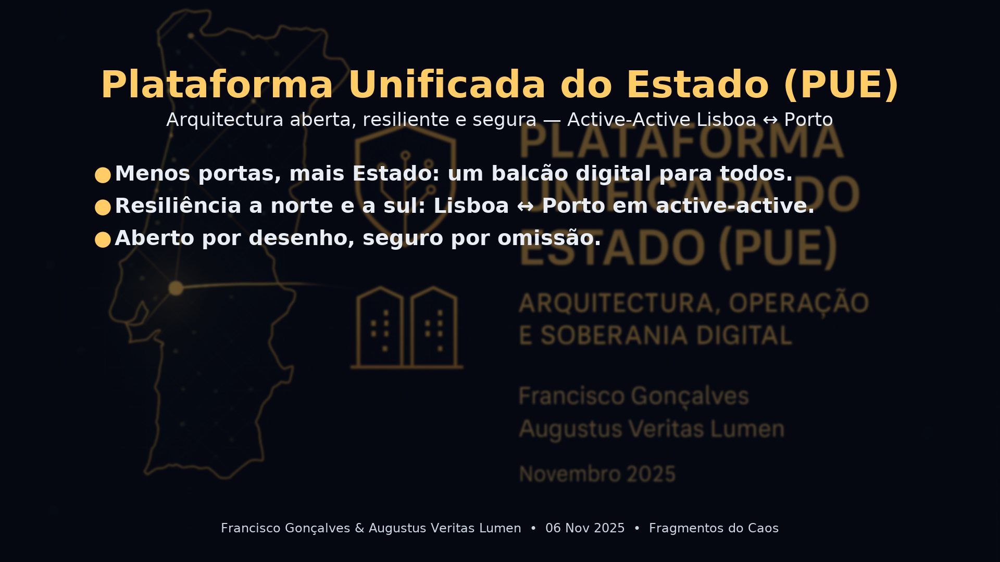 Plataforma Unificada do Estado (PUE)
Arquitectura aberta, resiliente e segura — Active-Active Lisboa ↔ Porto
● Menos portas, mais Estado: um balcão digital para todos.
● Resiliência a norte e a sul: Lisboa ↔ Porto em active-active.
● Aberto por desenho, seguro por omissão.
PLATAFORMA
UNIFICADA DO
ESTADO (PUE)
ARQUITECTURA, OPERAÇÃO
E SOBERANIA DIGITAL
Francisco Gonçalves
Augustus Veritas Lumen
Novembro 2025
Francisco Gonçalves & Augustus Veritas Lumen • 06 Nov 2025 • Fragmentos do Caos